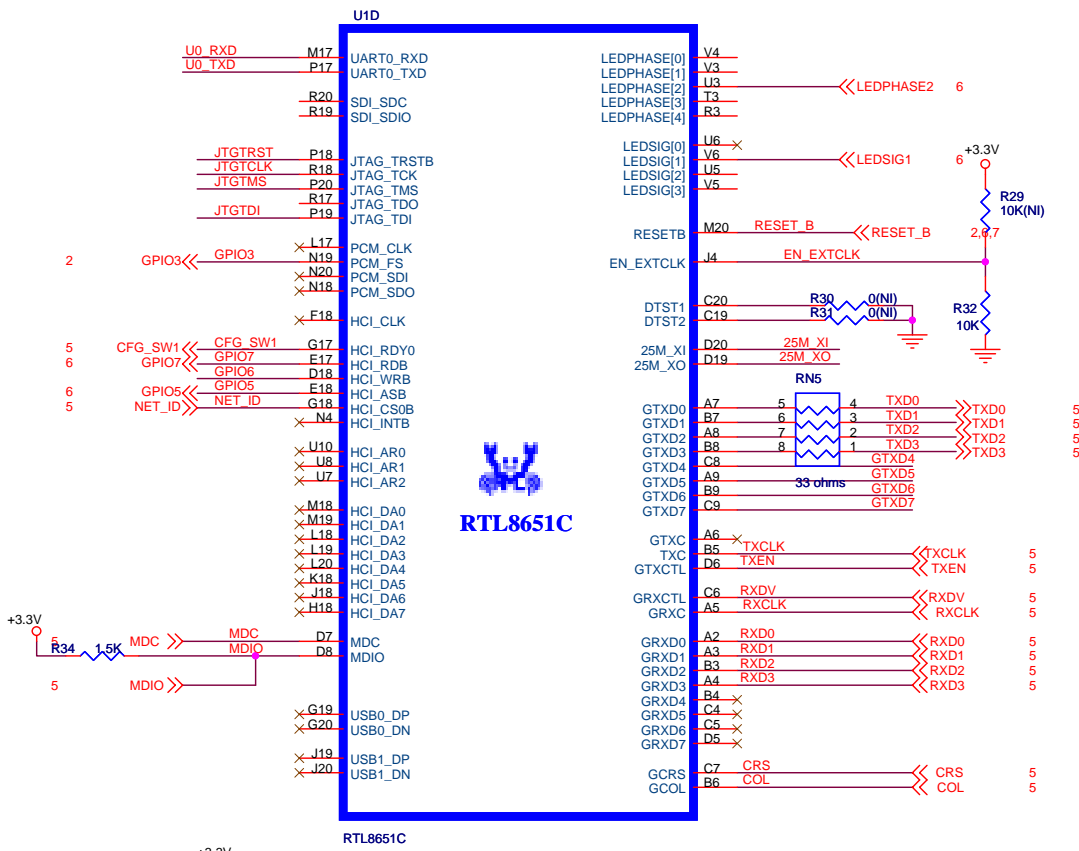 U1D
U0_RXD M17 UART0_RXD
U0_TXD P17 UART0_TXD
R20 SDI_SDC
R19 SDI_SDIO
JTGTRST P18 JTAG_TRSTB
JTGTCLK R18 JTAG_TCK
JTGTMS P20 JTAG_TMS
R17 JTAG_TDO
JTGTDI P19 JTAG_TDI
L17 PCM_CLK
2 GPIO3 GPIO3 N19 PCM_FS
N20 PCM_SDI
N18 PCM_SDO
F18 HCI_CLK
5 CFG_SW1 CFG_SW1 G17 HCI_RDY0
6 GPIO7 GPIO7 E17 HCI_RDB
GPIO6 D18 HCI_WRB
6 GPIO5 GPIO5 E18 HCI_ASB
5 NET_ID NET_ID G18 HCI_CS0B
N4 HCI_INTB
U10 HCI_AR0
U8 HCI_AR1
U7 HCI_AR2
M18 HCI_DA0
M19 HCI_DA1
L18 HCI_DA2
L19 HCI_DA3
L20 HCI_DA4
K18 HCI_DA5
J18 HCI_DA6
H18 HCI_DA7
+3.3V
5 MDC MDC D7 MDC
R34 1.5K MDIO D8 MDIO
5 MDIO
G19 USB0_DP
G20 USB0_DN
J19 USB1_DP
J20 USB1_DN
RTL8651C
LEDPHASE[0] V4
LEDPHASE[1] V3
LEDPHASE[2] U3 LEDPHASE2 6
LEDPHASE[3] T3
LEDPHASE[4] R3
LEDSIG[0] U6
LEDSIG[1] V6 LEDSIG1 6
LEDSIG[2] U5
LEDSIG[3] V5
+3.3V
R29
10K(NI)
RESETB M20 RESET_B RESET_B 2,6,7
EN_EXTCLK J4 EN_EXTCLK
DTST1 C20 R30 0(NI)
DTST2 C19 R31 0(NI)
R32
10K
25M_XI D20 25M_XI
25M_XO D19 25M_XO
RN5
GTXD0 A7 5 4 TXD0 TXD0 5
GTXD1 B7 6 3 TXD1 TXD1 5
GTXD2 A8 7 2 TXD2 TXD2 5
GTXD3 B8 8 1 TXD3 TXD3 5
GTXD4 C8 GTXD4
GTXD5 A9 GTXD5
33 ohms
GTXD6 B9 GTXD6
GTXD7 C9 GTXD7
GTXC A6
TXC B5 TXCLK TXCLK 5
GTXCTL D6 TXEN TXEN 5
GRXCTL C6 RXDV RXDV 5
GRXC A5 RXCLK RXCLK 5
GRXD0 A2 RXD0 RXD0 5
GRXD1 A3 RXD1 RXD1 5
GRXD2 B3 RXD2 RXD2 5
GRXD3 A4 RXD3 RXD3 5
GRXD4 B4
GRXD5 C4
GRXD6 C5
GRXD7 D5
GCRS C7 CRS CRS 5
GCOL B6 COL COL 5
RTL8651C